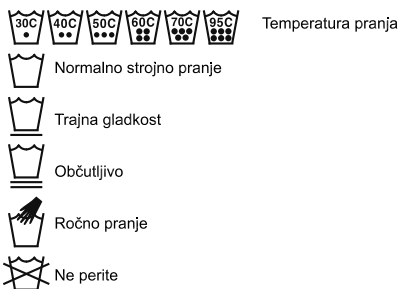 30C 40C 50C 60C 70C 95C Temperatura pranja
Normalno strojno pranje
Trajna gladkost
Občutljivo
Ročno pranje
Ne perite